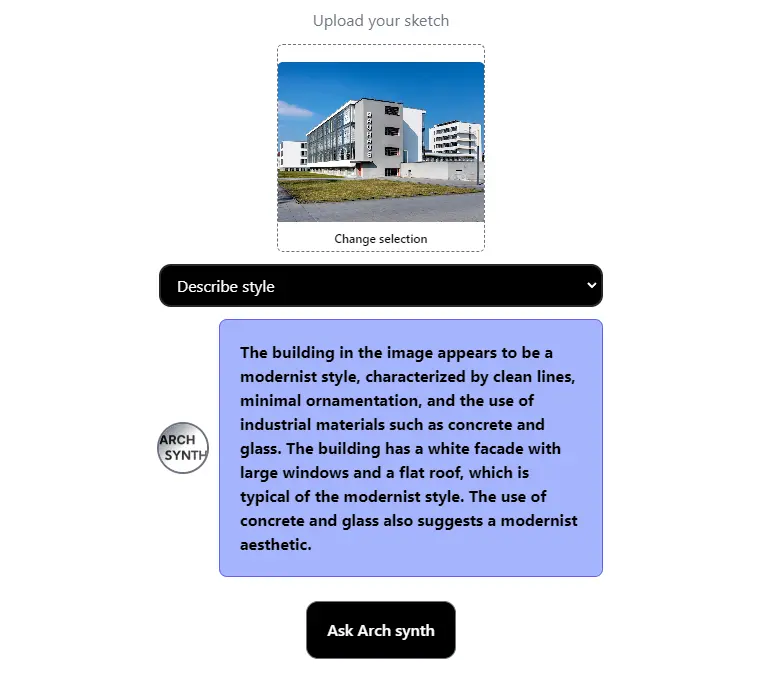 Upload your sketch
BAUHAUS
Change selection
Describe style
The building in the image appears to be a
modernist style, characterized by clean lines,
minimal ornamentation, and the use of
industrial materials such as concrete and
glass. The building has a white facade with
large windows and a flat roof, which is
typical of the modernist style. The use of
concrete and glass also suggests a modernist
aesthetic.
ARCH
SYNTH
Ask Arch synth